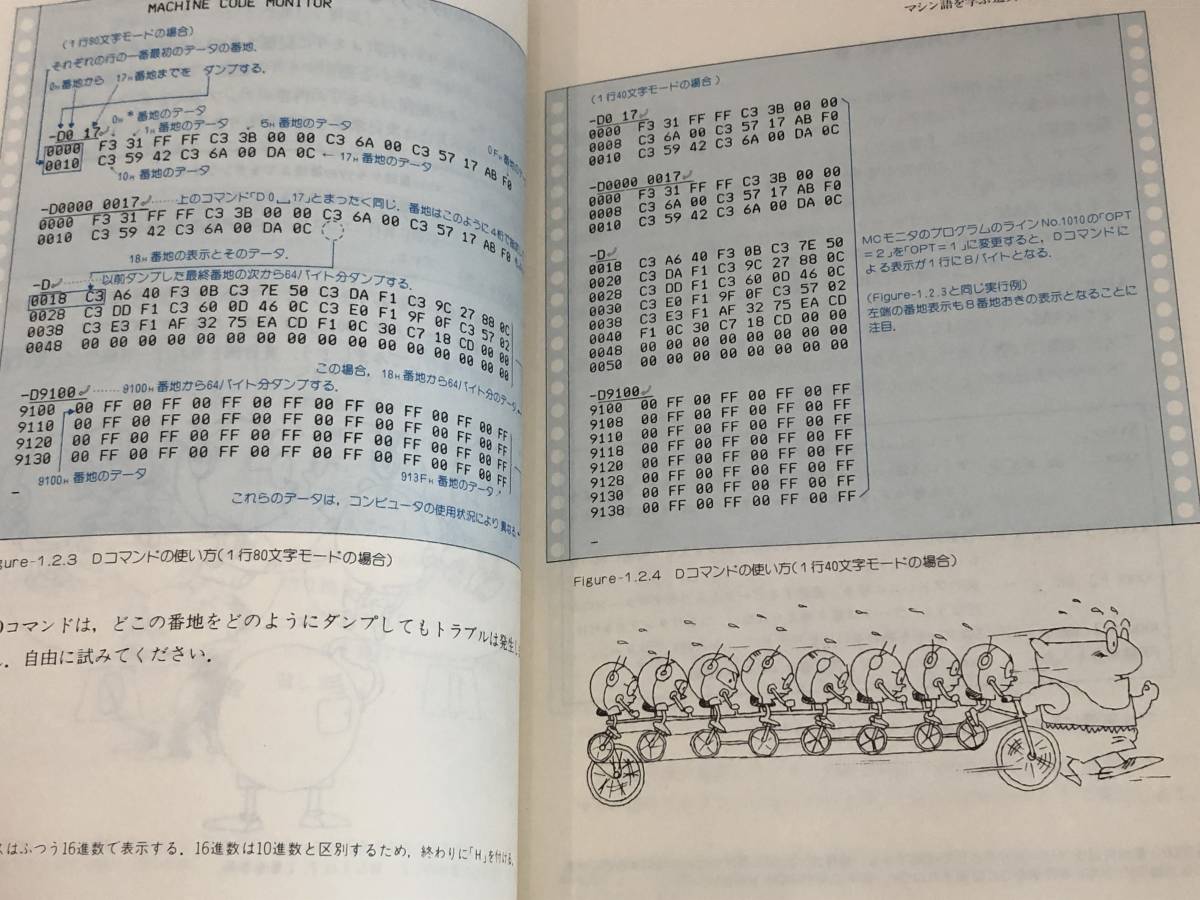 MACHINE CODE MONITOR
(1行80文字モードの場合)
それぞれの行の一番最初のデータの番地.
0H番地から 17H番地までを ダンプする.
0H*番地のデータ
1H番地のデータ 5H番地のデータ
-D0 17
0000 F3 31 FF FF C3 3B 00 00 C3 6A 00 C3 57 17 AB F0
0010 C3 59 42 C3 6A 00 DA 0C ← 17H番地のデータ
10H番地のデータ
-D0000 0017 ……上のコマンド「D0␣17」とまったく同じ.番地はこのように4桁で
0000 F3 31 FF FF C3 3B 00 00 C3 6A 00 C3 57 17 AB F0
0010 C3 59 42 C3 6A 00 DA 0C
18H番地の表示とそのデータ.
-D ……以前ダンプした最終番地の次から64バイト分ダンプする.
0018 C3 A6 40 F3 0B C3 7E 50 C3 DA F1 C3 9C 27 88 0C
0028 C3 DD F1 C3 60 0D 46 0C C3 E0 F1 9F 0F C3 57 02
0038 C3 E3 F1 AF 32 75 EA CD F1 0C 30 C7 18 CD 00 00
0048 00 00 00 00 00 00 00 00 00 00 00 00 00 00 00 00
この場合,18H番地から64バイト分のデータ
-D9100 ……9100H番地から64バイト分ダンプする.
9100 00 FF 00 FF 00 FF 00 FF 00 FF 00 FF 00 FF 00 FF
9110 00 FF 00 FF 00 FF 00 FF 00 FF 00 FF 00 FF 00 FF
9120 00 FF 00 FF 00 FF 00 FF 00 FF 00 FF 00 FF 00 FF
9130 00 FF 00 FF 00 FF 00 FF 00 FF 00 FF 00 FF 00 FF
9100H番地のデータ 913FH番地のデータ
これらのデータは,コンピュータの使用状況により異なる
gure-1.2.3 Dコマンドの使い方(1行80文字モードの場合)
コマンドは,どこの番地をどのようにダンプしてもトラブルは発生し
.自由に試みてください.
スはふつう16進数で表示する.16進数は10進数と区別するため,終わりに「H」を付ける.
マシン語を学ぶ
(1行40文字モードの場合)
-D0 17
0000 F3 31 FF FF C3 3B 00 00
0008 C3 6A 00 C3 57 17 AB F0
0010 C3 59 42 C3 6A 00 DA 0C
-D0000 0017
0000 F3 31 FF FF C3 3B 00 00
0008 C3 6A 00 C3 57 17 AB F0
0010 C3 59 42 C3 6A 00 DA 0C
-D
0018 C3 A6 40 F3 0B C3 7E 50
0020 C3 DA F1 C3 9C 27 88 0C
0028 C3 DD F1 C3 60 0D 46 0C
0030 C3 E0 F1 9F 0F C3 57 02
0038 C3 E3 F1 AF 32 75 EA CD
0040 F1 0C 30 C7 18 CD 00 00
0048 00 00 00 00 00 00 00 00
0050 00 00 00 00 00 00 00 00
-D9100
9100 00 FF 00 FF 00 FF 00 FF
9108 00 FF 00 FF 00 FF 00 FF
9110 00 FF 00 FF 00 FF 00 FF
9118 00 FF 00 FF 00 FF 00 FF
9120 00 FF 00 FF 00 FF 00 FF
9128 00 FF 00 FF 00 FF 00 FF
9130 00 FF 00 FF 00 FF 00 FF
9138 00 FF 00 FF 00 FF 00 FF
MCモニタのプログラムのラインNo.1010の「OPT
=2」を「OPT=1」に変更すると,Dコマンドに
よる表示が1行に8バイトとなる.
(Figure-1.2.3と同じ実行例)
左端の番地表示も8番地おきの表示となることに
注目.
Figure-1.2.4 Dコマンドの使い方(1行40文字モードの場合)